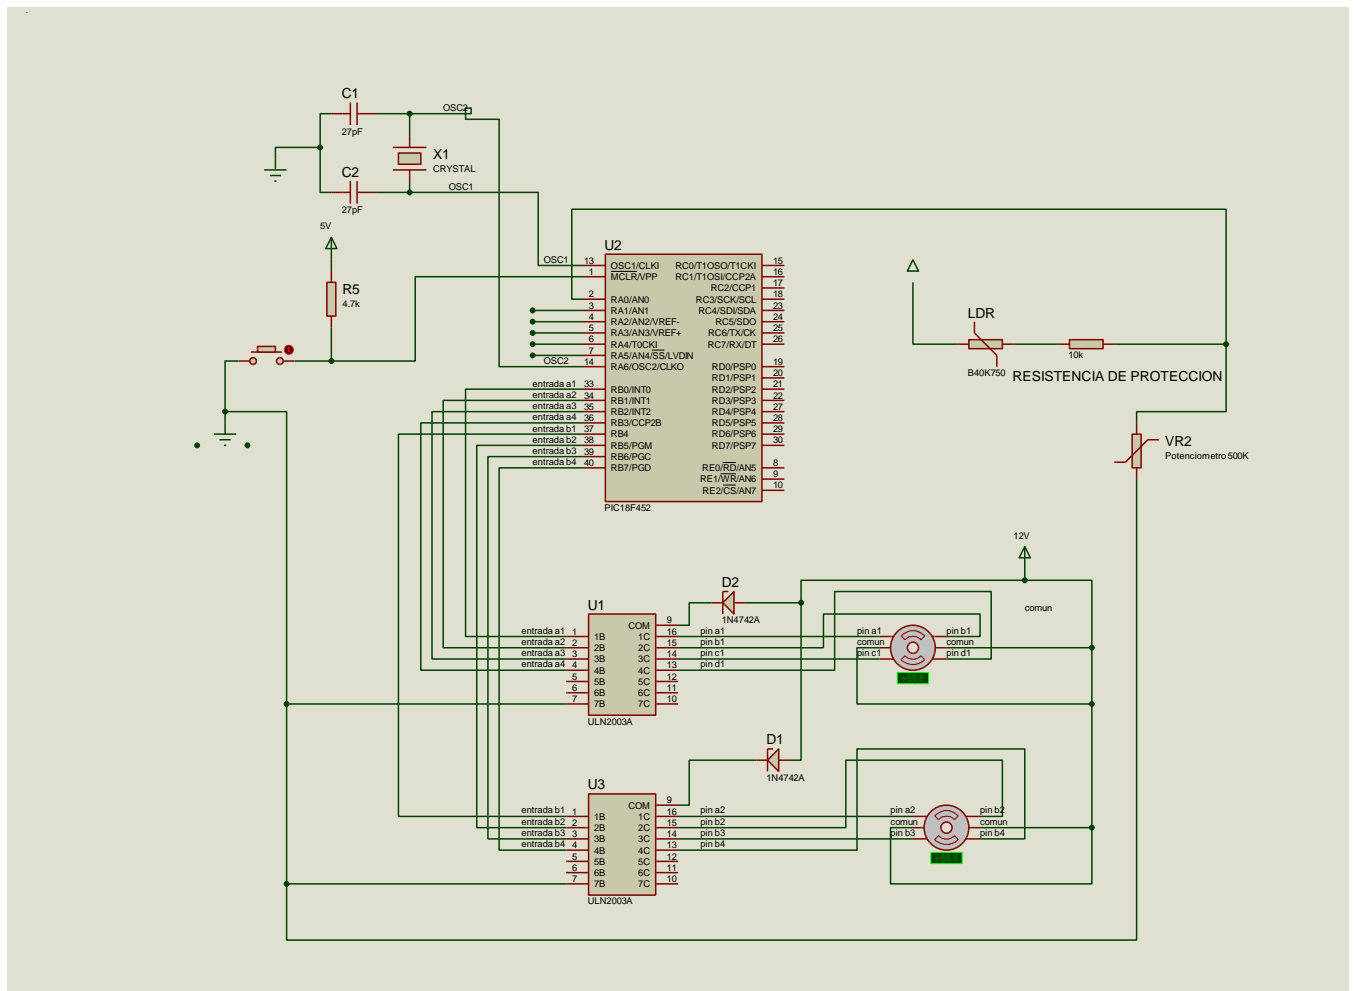 C1
27pF
OSC2
X1
CRYSTAL
C2
27pF
OSC1
5V
R5
4.7k
U2
OSC1 13 OSC1/CLKI
1 MCLR/VPP
2 RA0/AN0
3 RA1/AN1
4 RA2/AN2/VREF-
5 RA3/AN3/VREF+
6 RA4/T0CKI
7 RA5/AN4/SS/LVDIN
OSC2 14 RA6/OSC2/CLKO
entrada a1 33 RB0/INT0
entrada a2 34 RB1/INT1
entrada a3 35 RB2/INT2
entrada a4 36 RB3/CCP2B
entrada b1 37 RB4
entrada b2 38 RB5/PGM
entrada b3 39 RB6/PGC
entrada b4 40 RB7/PGD
RC0/T1OSO/T1CKI 15
RC1/T1OSI/CCP2A 16
RC2/CCP1 17
RC3/SCK/SCL 18
RC4/SDI/SDA 23
RC5/SDO 24
RC6/TX/CK 25
RC7/RX/DT 26
RD0/PSP0 19
RD1/PSP1 20
RD2/PSP2 21
RD3/PSP3 22
RD4/PSP4 27
RD5/PSP5 28
RD6/PSP6 29
RD7/PSP7 30
RE0/RD/AN5 8
RE1/WR/AN6 9
RE2/CS/AN7 10
PIC18F452
LDR
B40K750
10k
RESISTENCIA DE PROTECCION
VR2
Potenciometro 500K
12V
comun
D2
1N4742A
U1
entrada a1 1 1B
entrada a2 2 2B
entrada a3 3 3B
entrada a4 4 4B
5 5B
6 6B
7 7B
COM 9
1C 16 pin a1
2C 15 pin b1
3C 14 pin c1
4C 13 pin d1
5C 12
6C 11
7C 10
ULN2003A
pin a1
comun
pin c1
pin b1
comun
pin d1
D1
1N4742A
U3
entrada b1 1 1B
entrada b2 2 2B
entrada b3 3 3B
entrada b4 4 4B
5 5B
6 6B
7 7B
COM 9
1C 16 pin a2
2C 15 pin b2
3C 14 pin b3
4C 13 pin b4
5C 12
6C 11
7C 10
ULN2003A
pin a2
comun
pin b3
pin b2
comun
pin b4